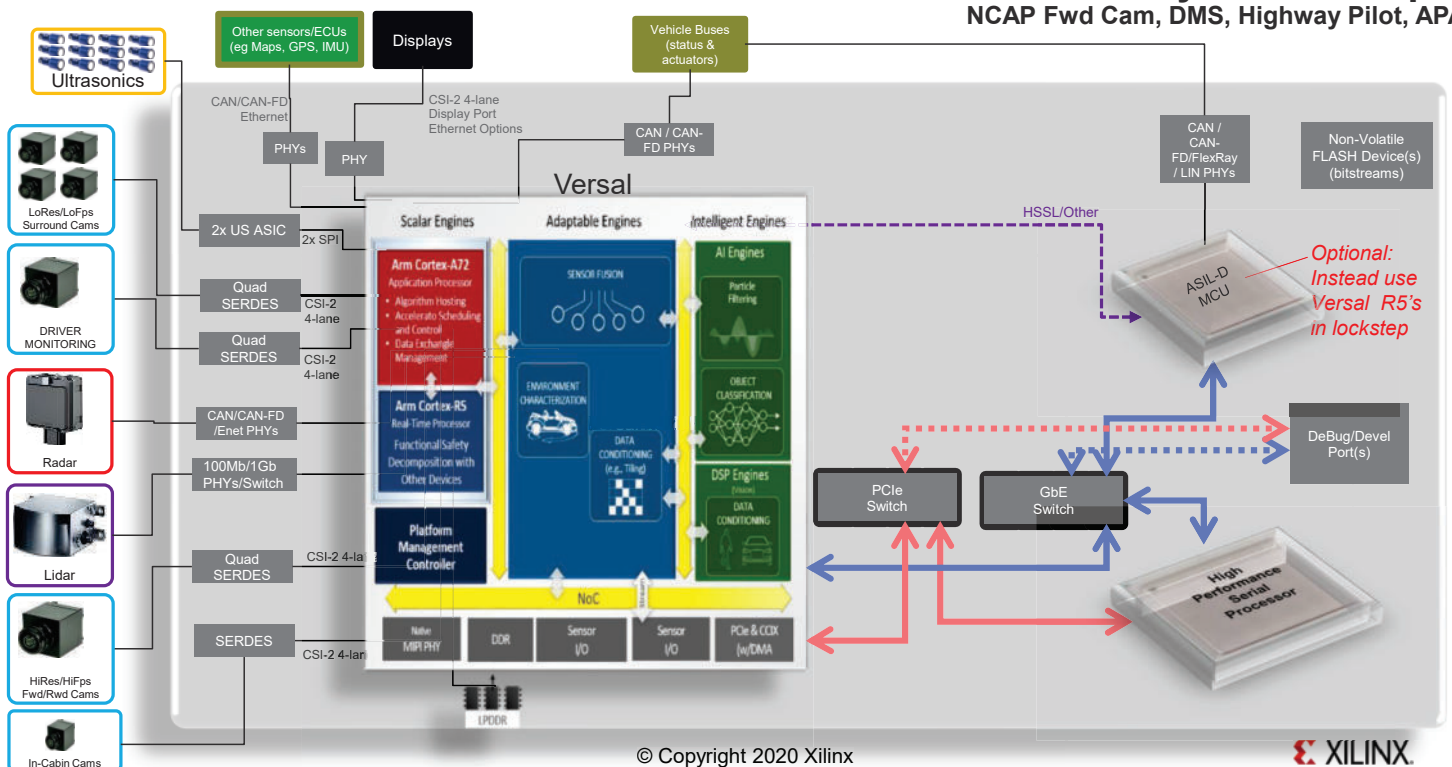 NCAP Fwd Cam, DMS, Highway Pilot, APA
Other sensors/ECUs
(eg Maps, GPS, IMU)
Displays
Vehicle Buses
(status &
actuators)
Ultrasonics
CAN/CAN-FD
Ethernet
CSI-2 4-lane
Display Port
Ethernet Options
PHYs
PHY
CAN / CAN-
FD PHYs
CAN /
CAN-
FD/FlexRay
/ LIN PHYs
Non-Volatile
FLASH Device(s)
(bitstreams)
LoRes/LoFps
Surround Cams
DRIVER
MONITORING
Radar
Lidar
HiRes/HiFps
Fwd/Rwd Cams
In-Cabin Cams
2x US ASIC
2x SPI
Quad
SERDES
CSI-2
4-lane
Quad
SERDES
CSI-2
4-lane
CAN/CAN-FD
/Enet PHYs
100Mb/1Gb
PHYs/Switch
Quad
SERDES
CSI-2 4-la
SERDES
CSI-2 4-lan
Versal
Scalar Engines
Adaptable Engines
Intelligent Engines
Arm Cortex-A72
Application Processor
• Algorithm Hosting
• Accelerato Scheduling
and Control
• Data Exchange
Management
Arm Cortex-R5
Real-Time Processor
Functional Safety
Decomposition with
Other Devices
Platform
Management
Controller
SENSOR FUSION
ENVIRONMENT
CHARACTERIZATION
DATA
CONDITIONING
(e.g., Tiling)
AI Engines
Particle
Filtering
OBJECT
CLASSIFICATION
DSP Engines
(Vision)
DATA
CONDITIONING
NoC
Native
MIPI PHY
DDR
Sensor
I/O
Sensor
I/O
PCIe & CCIX
(w/DMA
LPDDR
HSSL/Other
ASIL-D
MCU
Optional:
Instead use
Versal R5's
in lockstep
PCIe
Switch
GbE
Switch
DeBug/Devel
Port(s)
High
Performance
Serial
Processor
© Copyright 2020 Xilinx
XILINX.